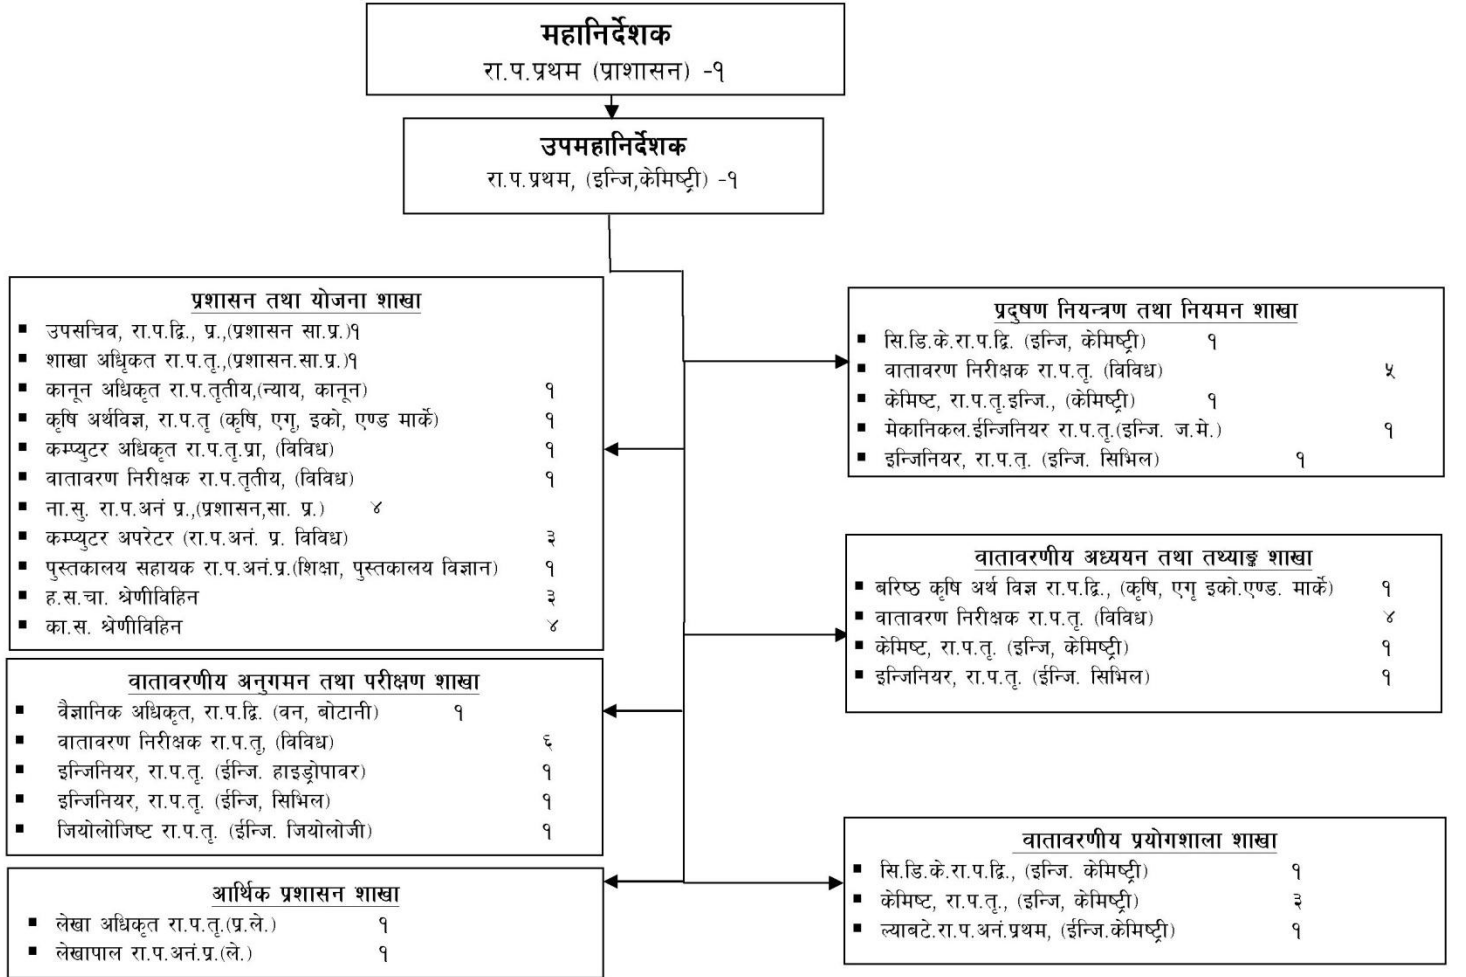 महानिर्देशक
रा.प.प्रथम (प्राशासन) -१
उपमहानिर्देशक
रा.प.प्रथम, (इन्जि,केमिष्ट्री) -१
प्रशासन तथा योजना शाखा
▪ उपसचिव, रा.प.द्वि., प्र.,(प्रशासन सा.प्र.)१
▪ शाखा अधिकृत रा.प.तृ.,(प्रशासन.सा.प्र.)१
▪ कानून अधिकृत रा.प.तृतीय,(न्याय, कानून) १
▪ कृषि अर्थविज्ञ, रा.प.तृ (कृषि, एगृ, इको, एण्ड मार्के) १
▪ कम्प्युटर अधिकृत रा.प.तृ.प्रा, (विविध) १
▪ वातावरण निरीक्षक रा.प.तृतीय, (विविध) १
▪ ना.सु. रा.प.अनं प्र.,(प्रशासन,सा. प्र.) ४
▪ कम्प्युटर अपरेटर (रा.प.अनं. प्र. विविध) ३
▪ पुस्तकालय सहायक रा.प.अनं.प्र.(शिक्षा, पुस्तकालय विज्ञान) १
▪ ह.स.चा. श्रेणीविहिन ३
▪ का.स. श्रेणीविहिन ४
वातावरणीय अनुगमन तथा परीक्षण शाखा
▪ वैज्ञानिक अधिकृत, रा.प.द्वि. (वन, बोटानी) १
▪ वातावरण निरीक्षक रा.प.तृ, (विविध) ६
▪ इन्जिनियर, रा.प.तृ. (ईन्जि. हाइड्रोपावर) १
▪ इन्जिनियर, रा.प.तृ. (ईन्जि, सिभिल) १
▪ जियोलोजिष्ट रा.प.तृ. (ईन्जि. जियोलोजी) १
आर्थिक प्रशासन शाखा
▪ लेखा अधिकृत रा.प.तृ.(प्र.ले.) १
▪ लेखापाल रा.प.अनं.प्र.(ले.) १
प्रदुषण नियन्त्रण तथा नियमन शाखा
▪ सि.डि.के.रा.प.द्वि. (इन्जि, केमिष्ट्री) १
▪ वातावरण निरीक्षक रा.प.तृ. (विविध) ५
▪ केमिष्ट, रा.प.तृ.इन्जि., (केमिष्ट्री) १
▪ मेकानिकल.ईन्जिनियर रा.प.तृ.(इन्जि. ज.मे.) १
▪ इन्जिनियर, रा.प.तृ. (इन्जि. सिभिल) १
वातावरणीय अध्ययन तथा तथ्याङ्क शाखा
▪ बरिष्ठ कृषि अर्थ विज्ञ रा.प.द्वि., (कृषि, एगृ इको.एण्ड. मार्के) १
▪ वातावरण निरीक्षक रा.प.तृ. (विविध) ४
▪ केमिष्ट, रा.प.तृ. (इन्जि, केमिष्ट्री) १
▪ इन्जिनियर, रा.प.तृ. (ईन्जि. सिभिल) १
वातावरणीय प्रयोगशाला शाखा
▪ सि.डि.के.रा.प.द्वि., (इन्जि. केमिष्ट्री) १
▪ केमिष्ट, रा.प.तृ., (इन्जि, केमिष्ट्री) ३
▪ ल्याबटे.रा.प.अनं.प्रथम, (ईन्जि.केमिष्ट्री) १